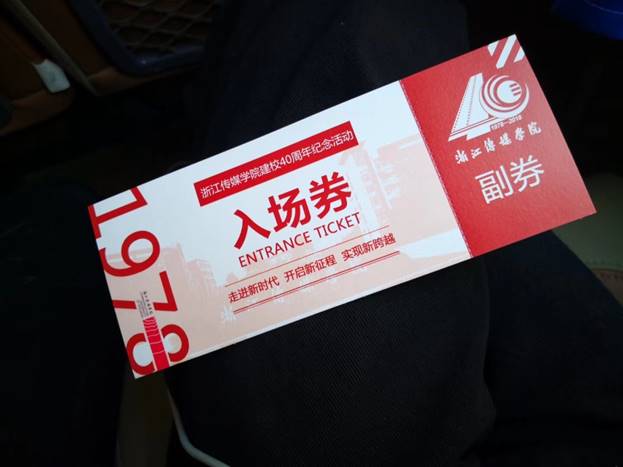 浙江传媒学院建校40周年纪念活动
入场券
ENTRANCE TICKET
走进新时代 开启新征程 实现新跨越
1978
40
1978-2018
浙江传媒学院
副券